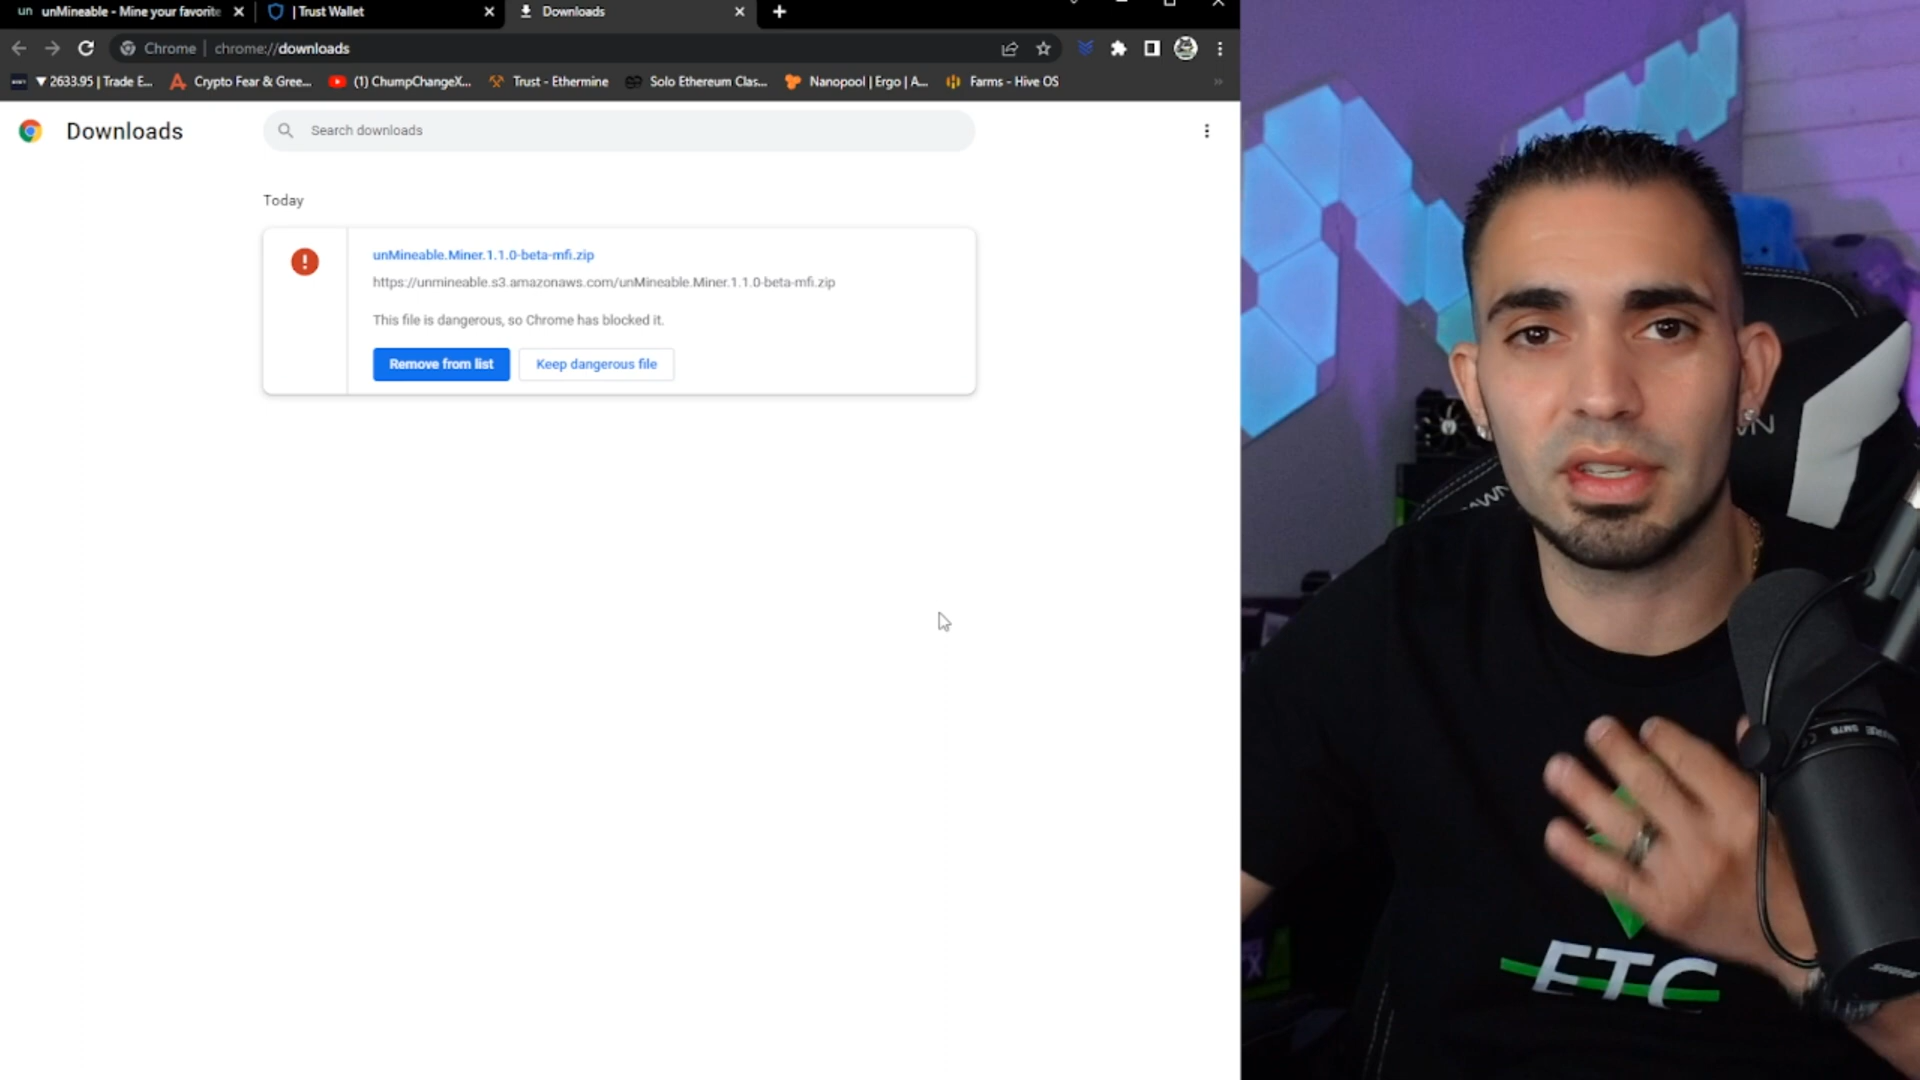 un unMineable - Mine your favorite
| Trust Wallet
Downloads
Chrome | chrome://downloads
▼ 2633.95 | Trade E...
Crypto Fear & Gree...
(1) ChumpChangeX...
Trust - Ethermine
Solo Ethereum Clas...
Nanopool | Ergo | A...
Farms - Hive OS
»
Downloads
Search downloads
Today
unMineable.Miner.1.1.0-beta-mfi.zip
https://unmineable.s3.amazonaws.com/unMineable.Miner.1.1.0-beta-mfi.zip
This file is dangerous, so Chrome has blocked it.
Remove from list
Keep dangerous file
ETC